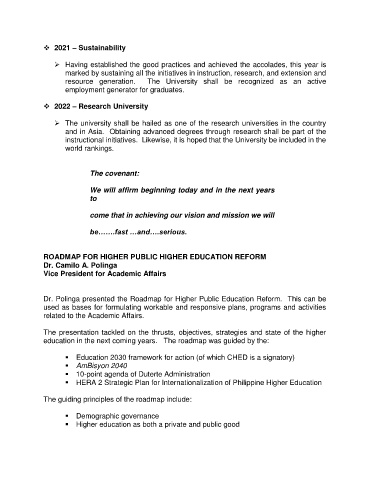 ❖ 2021 – Sustainability
➢ Having established the good practices and achieved the accolades, this year is
marked by sustaining all the initiatives in instruction, research, and extension and
resource generation. The University shall be recognized as an active
employment generator for graduates.
❖ 2022 – Research University
➢ The university shall be hailed as one of the research universities in the country
and in Asia. Obtaining advanced degrees through research shall be part of the
instructional initiatives. Likewise, it is hoped that the University be included in the
world rankings.
The covenant:
We will affirm beginning today and in the next years
to
come that in achieving our vision and mission we will
be…….fast …and….serious.
ROADMAP FOR HIGHER PUBLIC HIGHER EDUCATION REFORM
Dr. Camilo A. Polinga
Vice President for Academic Affairs
Dr. Polinga presented the Roadmap for Higher Public Education Reform. This can be
used as bases for formulating workable and responsive plans, programs and activities
related to the Academic Affairs.
The presentation tackled on the thrusts, objectives, strategies and state of the higher
education in the next coming years. The roadmap was guided by the:
▪ Education 2030 framework for action (of which CHED is a signatory)
▪ AmBisyon 2040
▪ 10-point agenda of Duterte Administration
▪ HERA 2 Strategic Plan for Internationalization of Philippine Higher Education
The guiding principles of the roadmap include:
▪ Demographic governance
▪ Higher education as both a private and public good